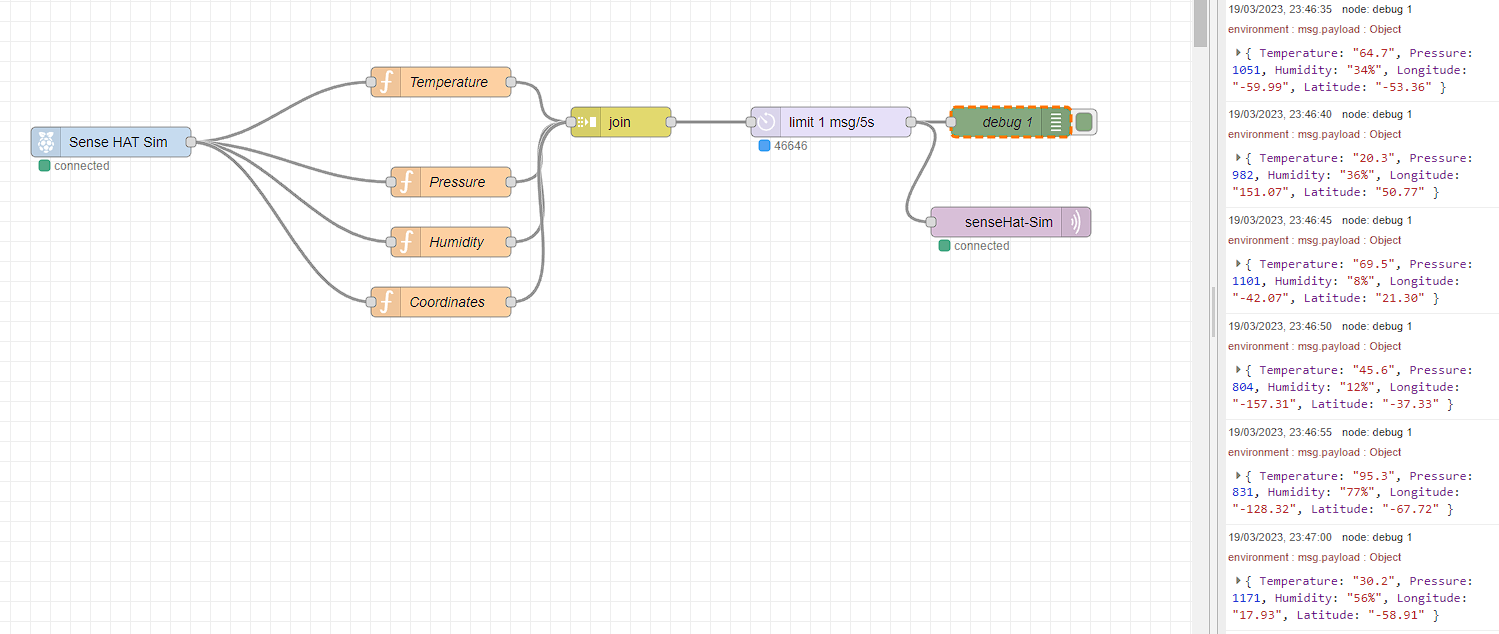 Temperature
Sense HAT Sim
connected
Pressure
Humidity
Coordinates
join
limit 1 msg/5s
46646
debug 1
senseHat-Sim
connected
19/03/2023, 23:46:35 node: debug 1
environment : msg.payload : Object
{ Temperature: "64.7", Pressure:
1051, Humidity: "34%", Longitude:
"-59.99", Latitude: "-53.36" }
19/03/2023, 23:46:40 node: debug 1
environment : msg.payload : Object
{ Temperature: "20.3", Pressure:
982, Humidity: "36%", Longitude:
"151.07", Latitude: "50.77" }
19/03/2023, 23:46:45 node: debug 1
environment : msg.payload : Object
{ Temperature: "69.5", Pressure:
1101, Humidity: "8%", Longitude:
"-42.07", Latitude: "21.30" }
19/03/2023, 23:46:50 node: debug 1
environment : msg.payload : Object
{ Temperature: "45.6", Pressure:
804, Humidity: "12%", Longitude:
"-157.31", Latitude: "-37.33" }
19/03/2023, 23:46:55 node: debug 1
environment : msg.payload : Object
{ Temperature: "95.3", Pressure:
831, Humidity: "77%", Longitude:
"-128.32", Latitude: "-67.72" }
19/03/2023, 23:47:00 node: debug 1
environment : msg.payload : Object
{ Temperature: "30.2", Pressure:
1171, Humidity: "56%", Longitude:
"17.93", Latitude: "-58.91" }